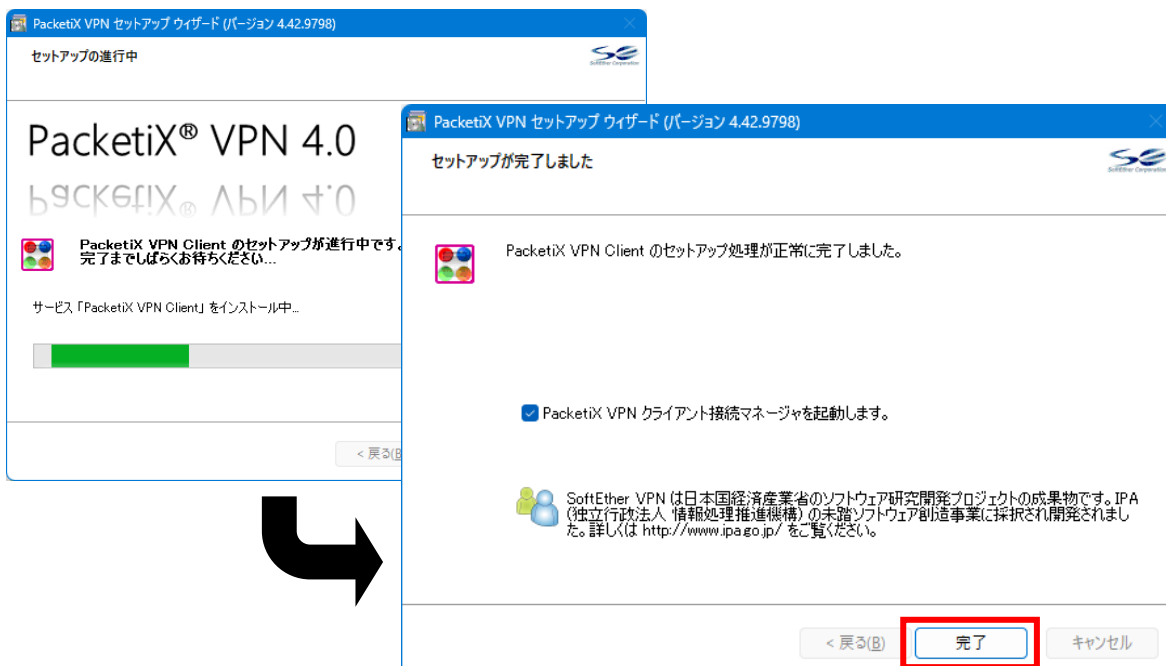 PacketiX VPN セットアップ ウィザード (バージョン 4.42.9798)
セットアップの進行中
SoftEther Corporation
PacketiX® VPN 4.0
PacketiX VPN Client のセットアップが進行中です。
完了までしばらくお待ちください...
サービス「PacketiX VPN Client」をインストール中...
< 戻る(B
PacketiX VPN セットアップ ウィザード (バージョン 4.42.9798)
セットアップが完了しました
SoftEther Corporation
PacketiX VPN Client のセットアップ処理が正常に完了しました。
PacketiX VPN クライアント接続マネージャを起動します。
SoftEther VPN は日本国経済産業省のソフトウェア研究開発プロジェクトの成果物です。IPA
(独立行政法人 情報処理推進機構) の未踏ソフトウェア創造事業に採択され開発されまし
た。詳しくは http://www.ipa.go.jp/ をご覧ください。
< 戻る(B)
完了
キャンセル